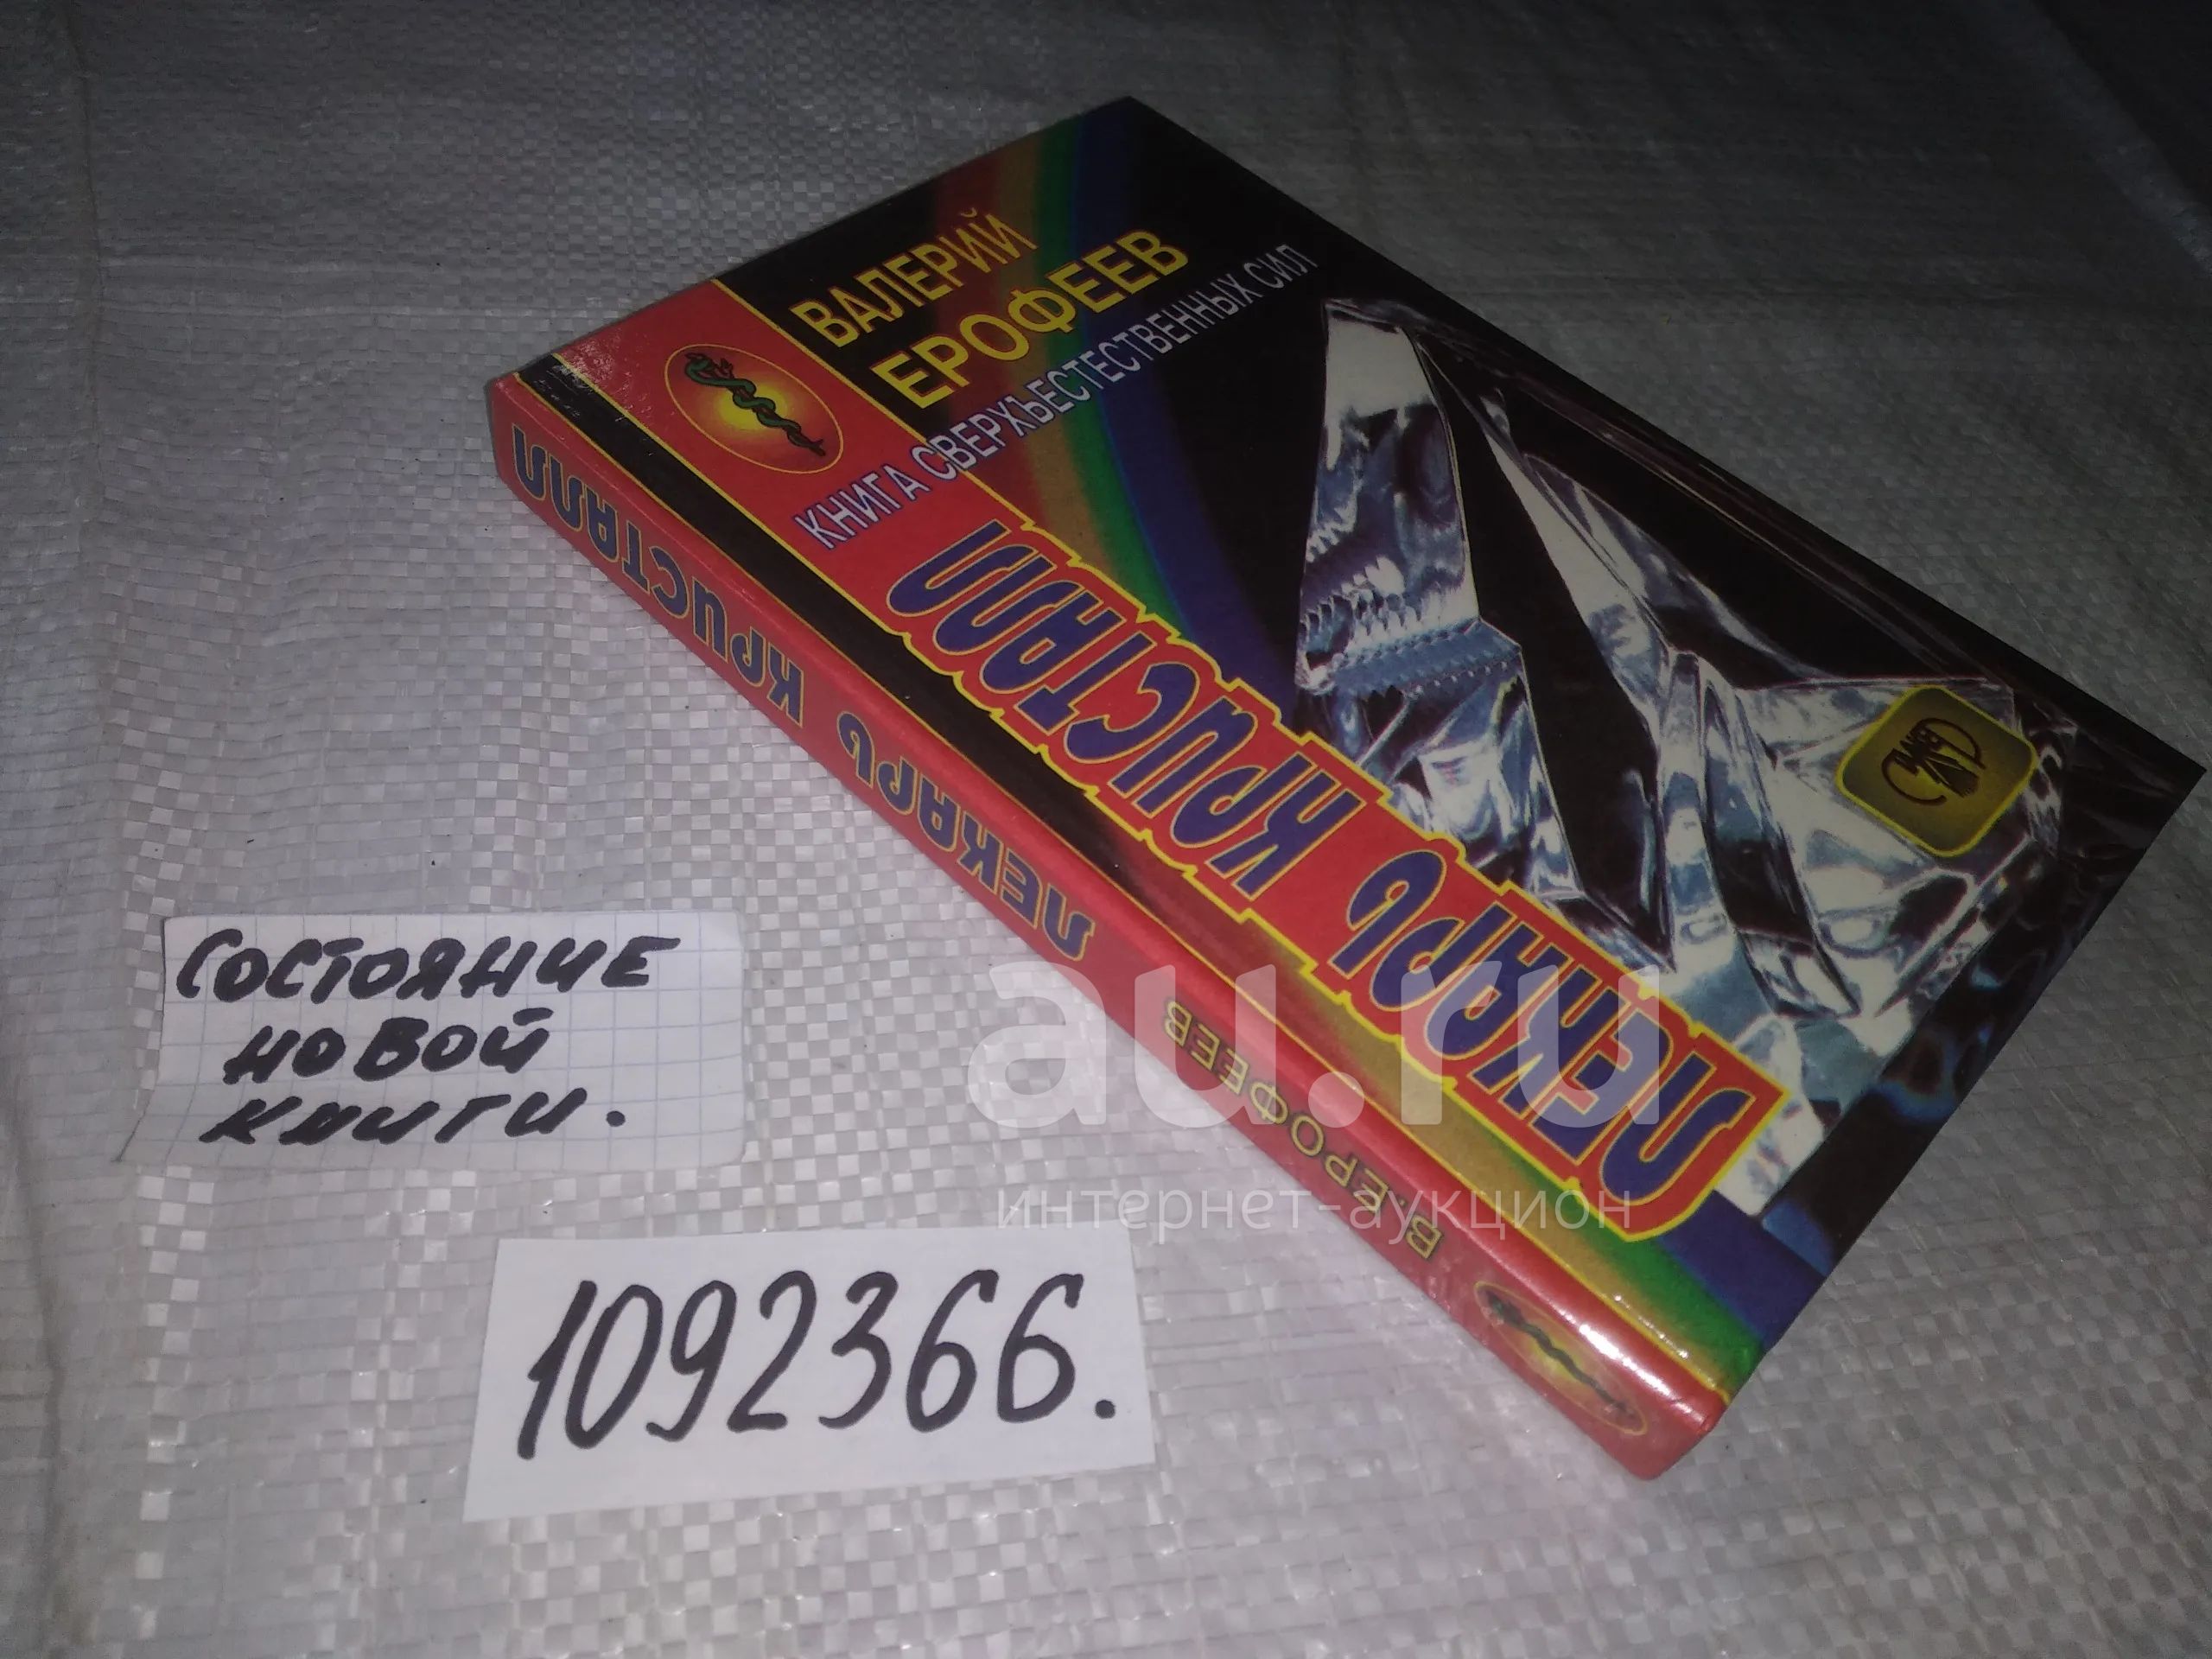 ВАЛЕРИЙ
ЕРОФЕЕВ
КНИГА СВЕРХЪЕСТЕСТВЕННЫХ СИЛ
ЛЕКАРЬ КРИСТАЛЛ
ЛЕКАРЬ КРИСТАЛЛ
В.ЕРОФЕЕВ
СОСТОЯНИЕ
НОВОЙ
КНИГИ.
1092366.
au.ru
интернет-аукцион